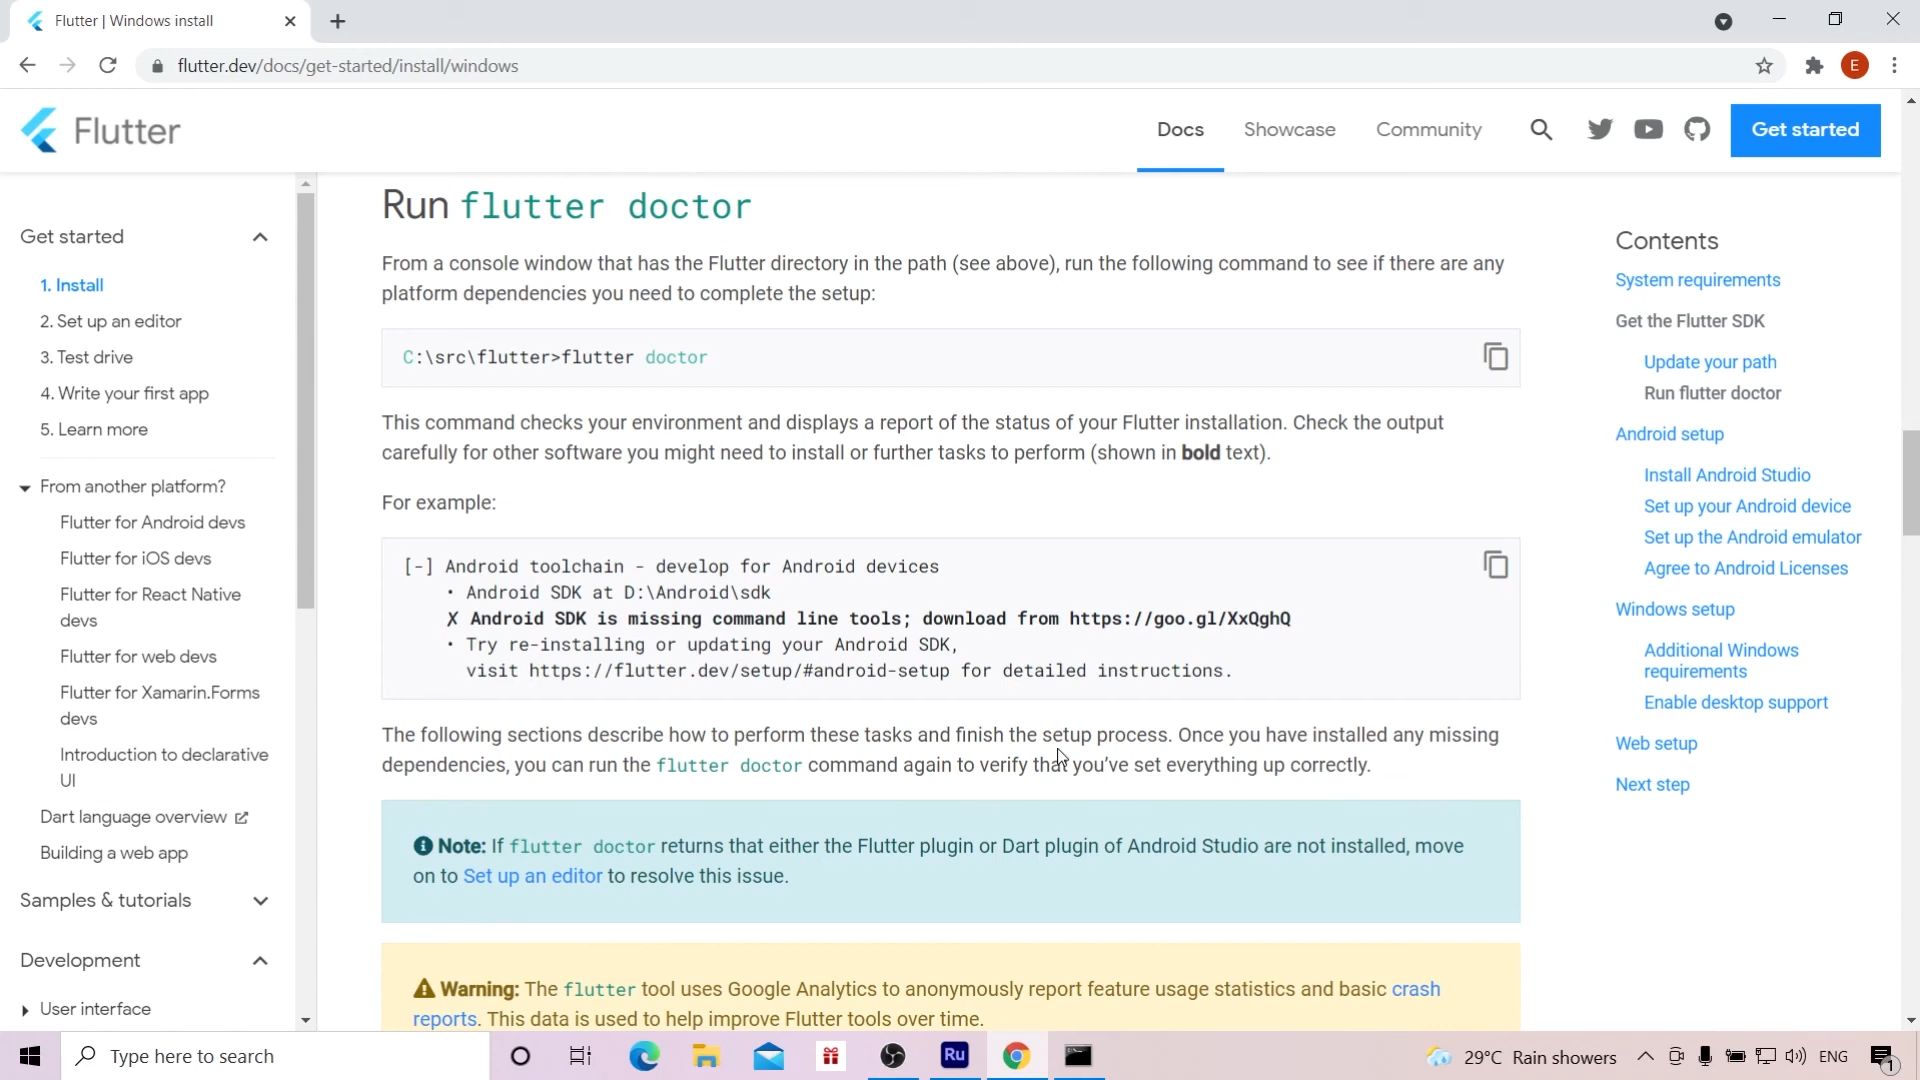 Flutter | Windows install
flutter.dev/docs/get-started/install/windows
E
Flutter
Docs
Showcase
Community
Get started
Get started
1. Install
2. Set up an editor
3. Test drive
4. Write your first app
5. Learn more
From another platform?
Flutter for Android devs
Flutter for iOS devs
Flutter for React Native
devs
Flutter for web devs
Flutter for Xamarin.Forms
devs
Introduction to declarative
UI
Dart language overview
Building a web app
Samples & tutorials
Development
User interface
Run flutter doctor
From a console window that has the Flutter directory in the path (see above), run the following command to see if there are any
platform dependencies you need to complete the setup:
C:\src\flutter>flutter doctor
This command checks your environment and displays a report of the status of your Flutter installation. Check the output
carefully for other software you might need to install or further tasks to perform (shown in bold text).
For example:
[-] Android toolchain - develop for Android devices
• Android SDK at D:\Android\sdk
✗ Android SDK is missing command line tools; download from https://goo.gl/XxQghQ
• Try re-installing or updating your Android SDK,
visit https://flutter.dev/setup/#android-setup for detailed instructions.
The following sections describe how to perform these tasks and finish the setup process. Once you have installed any missing
dependencies, you can run the flutter doctor command again to verify that you’ve set everything up correctly.
Note: If flutter doctor returns that either the Flutter plugin or Dart plugin of Android Studio are not installed, move
on to Set up an editor to resolve this issue.
Warning: The flutter tool uses Google Analytics to anonymously report feature usage statistics and basic crash
reports. This data is used to help improve Flutter tools over time.
Contents
System requirements
Get the Flutter SDK
Update your path
Run flutter doctor
Android setup
Install Android Studio
Set up your Android device
Set up the Android emulator
Agree to Android Licenses
Windows setup
Additional Windows
requirements
Enable desktop support
Web setup
Next step
Type here to search
Ru
29°C Rain showers
ENG
1